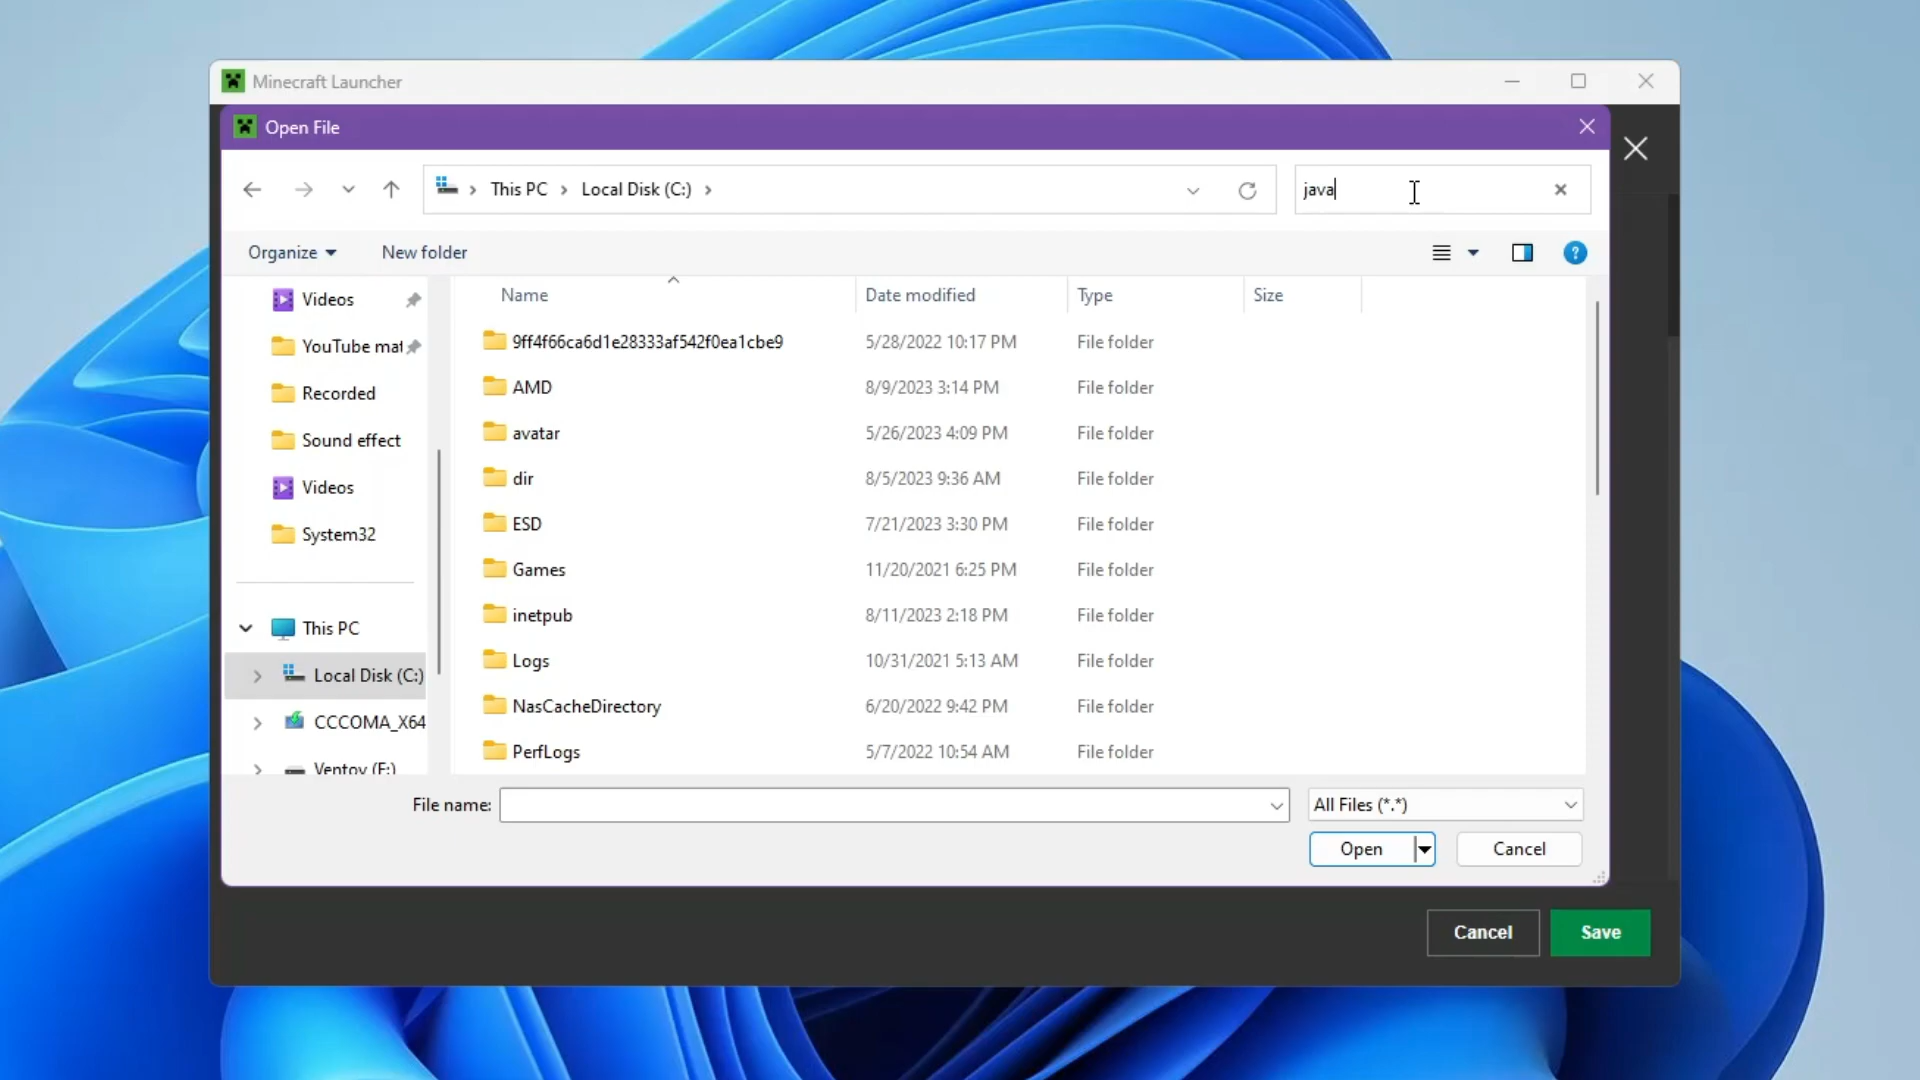 Minecraft Launcher
Open File
This PC > Local Disk (C:) >
java
Organize
New folder
?
Name Date modified Type Size
Videos
YouTube mat
Recorded
Sound effect
Videos
System32
This PC
Local Disk (C:)
CCCOMA_X64
Ventoy (F:)
9ff4f66ca6d1e28333af542f0ea1cbe9 5/28/2022 10:17 PM File folder
AMD 8/9/2023 3:14 PM File folder
avatar 5/26/2023 4:09 PM File folder
dir 8/5/2023 9:36 AM File folder
ESD 7/21/2023 3:30 PM File folder
Games 11/20/2021 6:25 PM File folder
inetpub 8/11/2023 2:18 PM File folder
Logs 10/31/2021 5:13 AM File folder
NasCacheDirectory 6/20/2022 9:42 PM File folder
PerfLogs 5/7/2022 10:54 AM File folder
File name:
All Files (*.*)
Open
Cancel
Cancel
Save